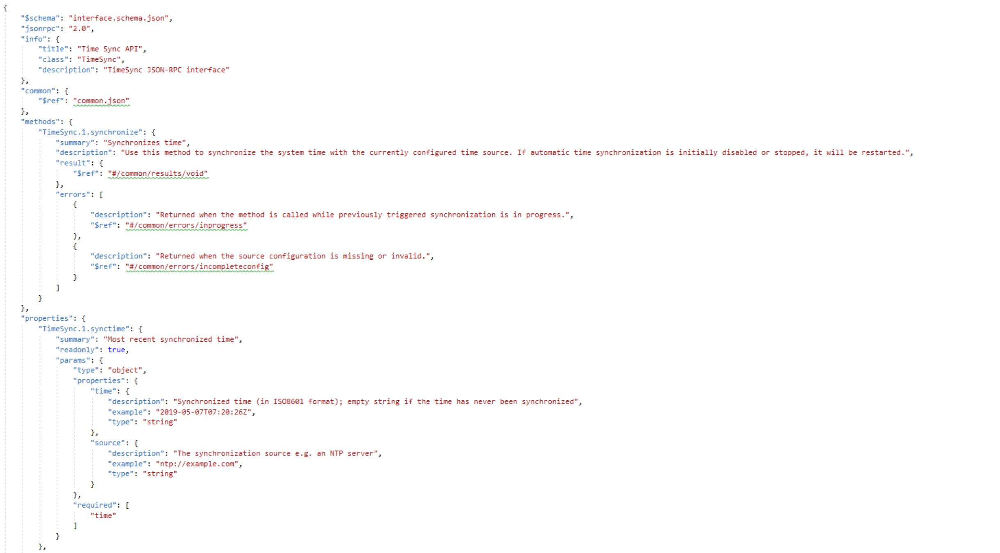 {
    "$schema": "interface.schema.json",
    "jsonrpc": "2.0",
    "info": {
        "title": "Time Sync API",
        "class": "TimeSync",
        "description": "TimeSync JSON-RPC interface"
    },
    "common": {
        "$ref": "common.json"
    },
    "methods": {
        "TimeSync.1.synchronize": {
            "summary": "Synchronizes time",
            "description": "Use this method to synchronize the system time with the currently configured time source. If automatic time synchronization is initially disabled or stopped, it will be restarted.",
            "result": {
                "$ref": "#/common/results/void"
            },
            "errors": [
                {
                    "description": "Returned when the method is called while previously triggered synchronization is in progress.",
                    "$ref": "#/common/errors/inprogress"
                },
                {
                    "description": "Returned when the source configuration is missing or invalid.",
                    "$ref": "#/common/errors/incompleteconfig"
                }
            ]
        }
    },
    "properties": {
        "TimeSync.1.synctime": {
            "summary": "Most recent synchronized time",
            "readonly": true,
            "params": {
                "type": "object",
                "properties": {
                    "time": {
                        "description": "Synchronized time (in ISO8601 format); empty string if the time has never been synchronized",
                        "example": "2019-05-07T07:20:26Z",
                        "type": "string"
                    },
                    "source": {
                        "description": "The synchronization source e.g. an NTP server",
                        "example": "ntp://example.com",
                        "type": "string"
                    }
                },
                "required": [
                    "time"
                ]
            }
        },